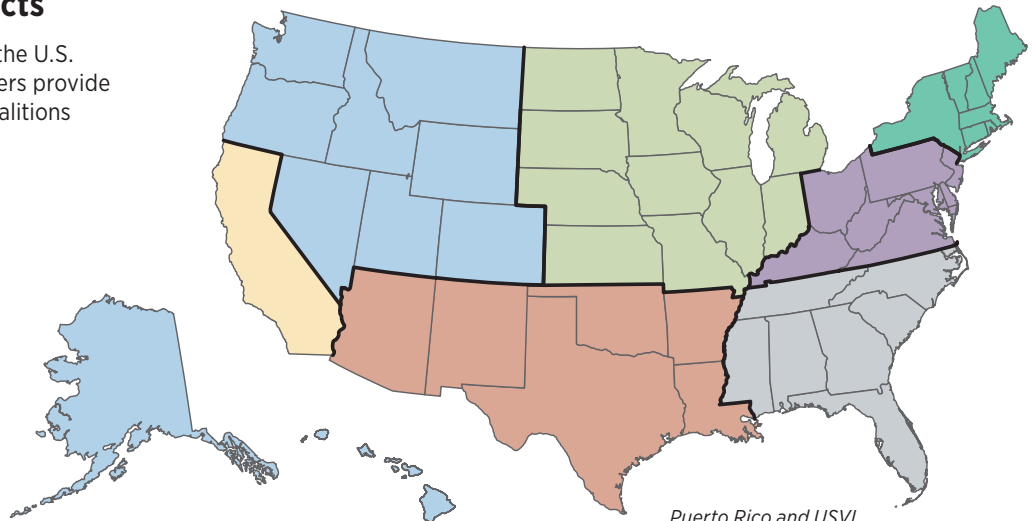 cts
the U.S.
ers provide
alitions
Puerto Rico and USVI